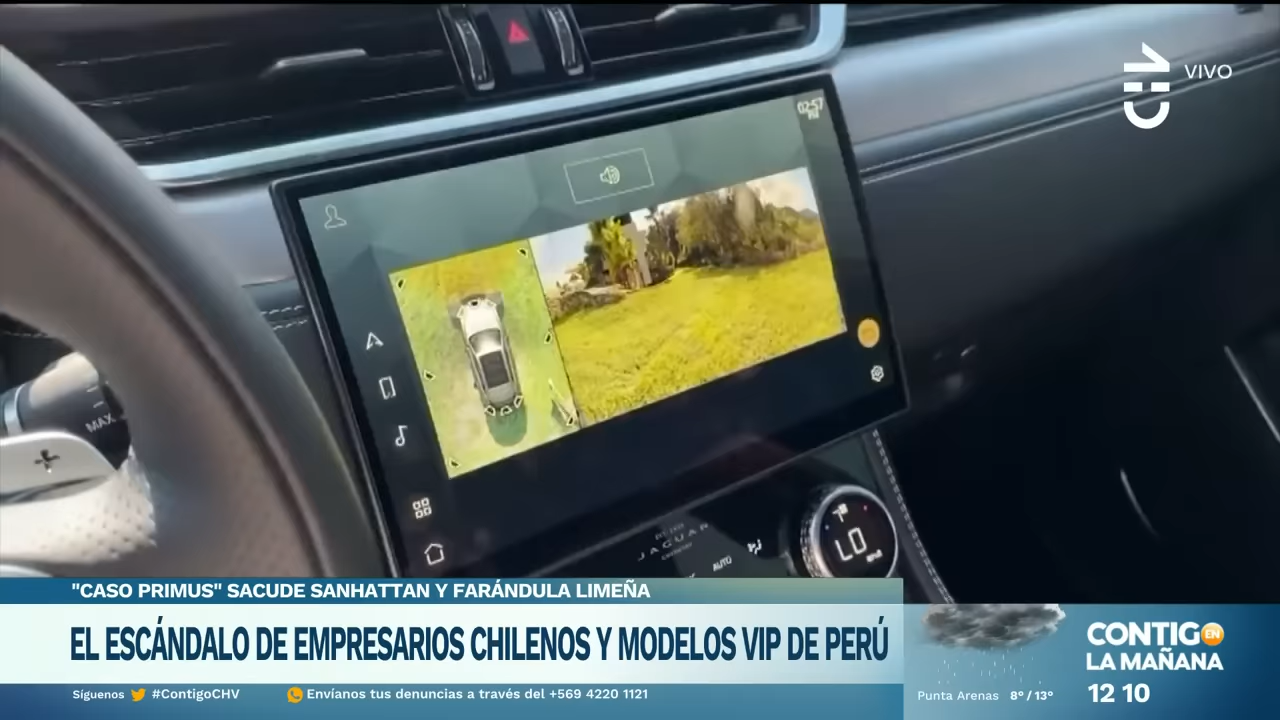 VIVO
02:57
MAX
JAGUAR
AUTO
LO
"CASO PRIMUS" SACUDE SANHATTAN Y FARÁNDULA LIMEÑA
EL ESCÁNDALO DE EMPRESARIOS CHILENOS Y MODELOS VIP DE PERÚ
Síguenos #ContigoCHV Envíanos tus denuncias a través del +569 4220 1121
Punta Arenas 8° / 13°
CONTIGO EN
LA MAÑANA
12 10